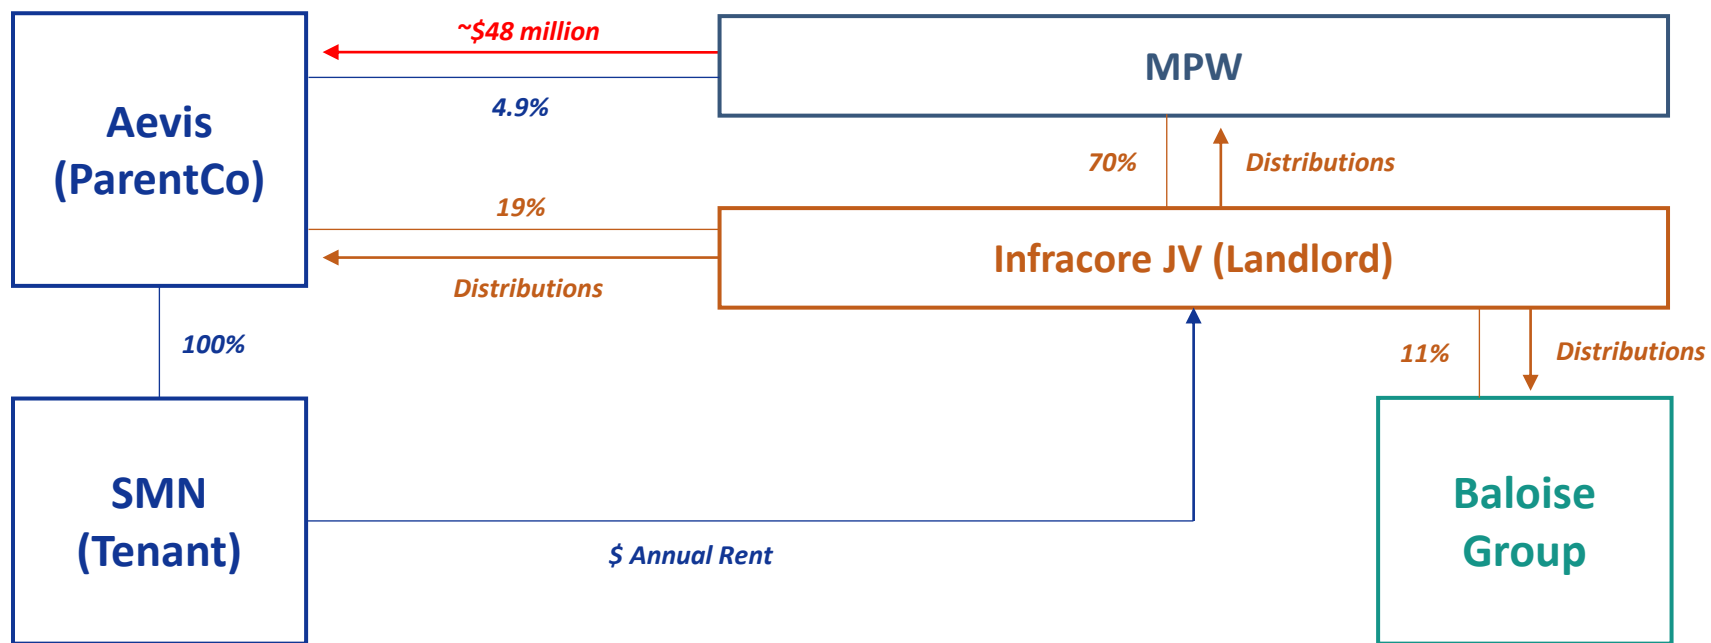 ~$48 million
MPW
Aevis
(ParentCo)
4.9%
70%
Distributions
19%
Infracore JV (Landlord)
Distributions
100%
11%
Distributions
SMN
(Tenant)
Baloise
Group
$ Annual Rent